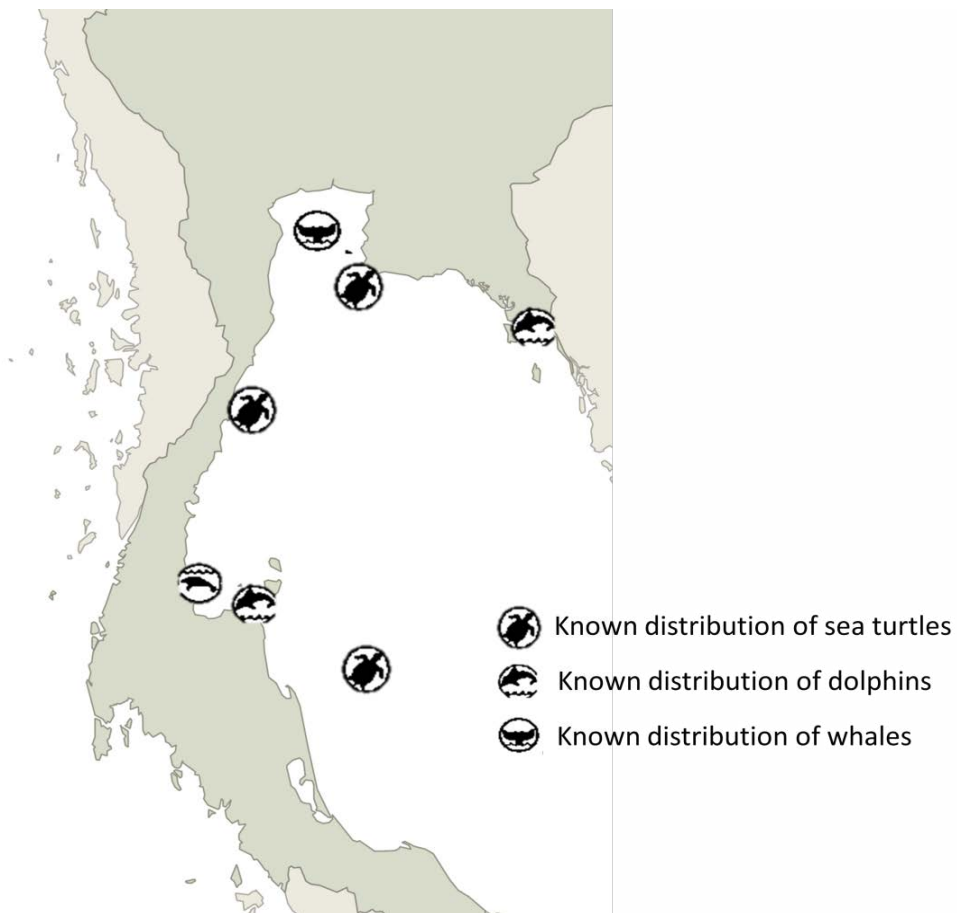 Known distribution of sea turtles
Known distribution of dolphins
Known distribution of whales